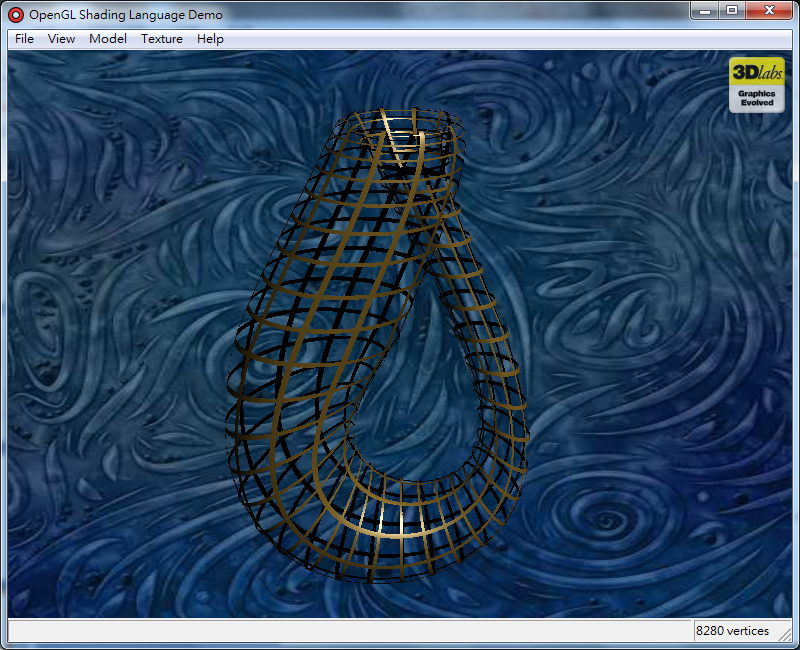 OpenGL Shading Language Demo
File View Model Texture Help
3Dlabs
Graphics
Evolved
8280 vertices